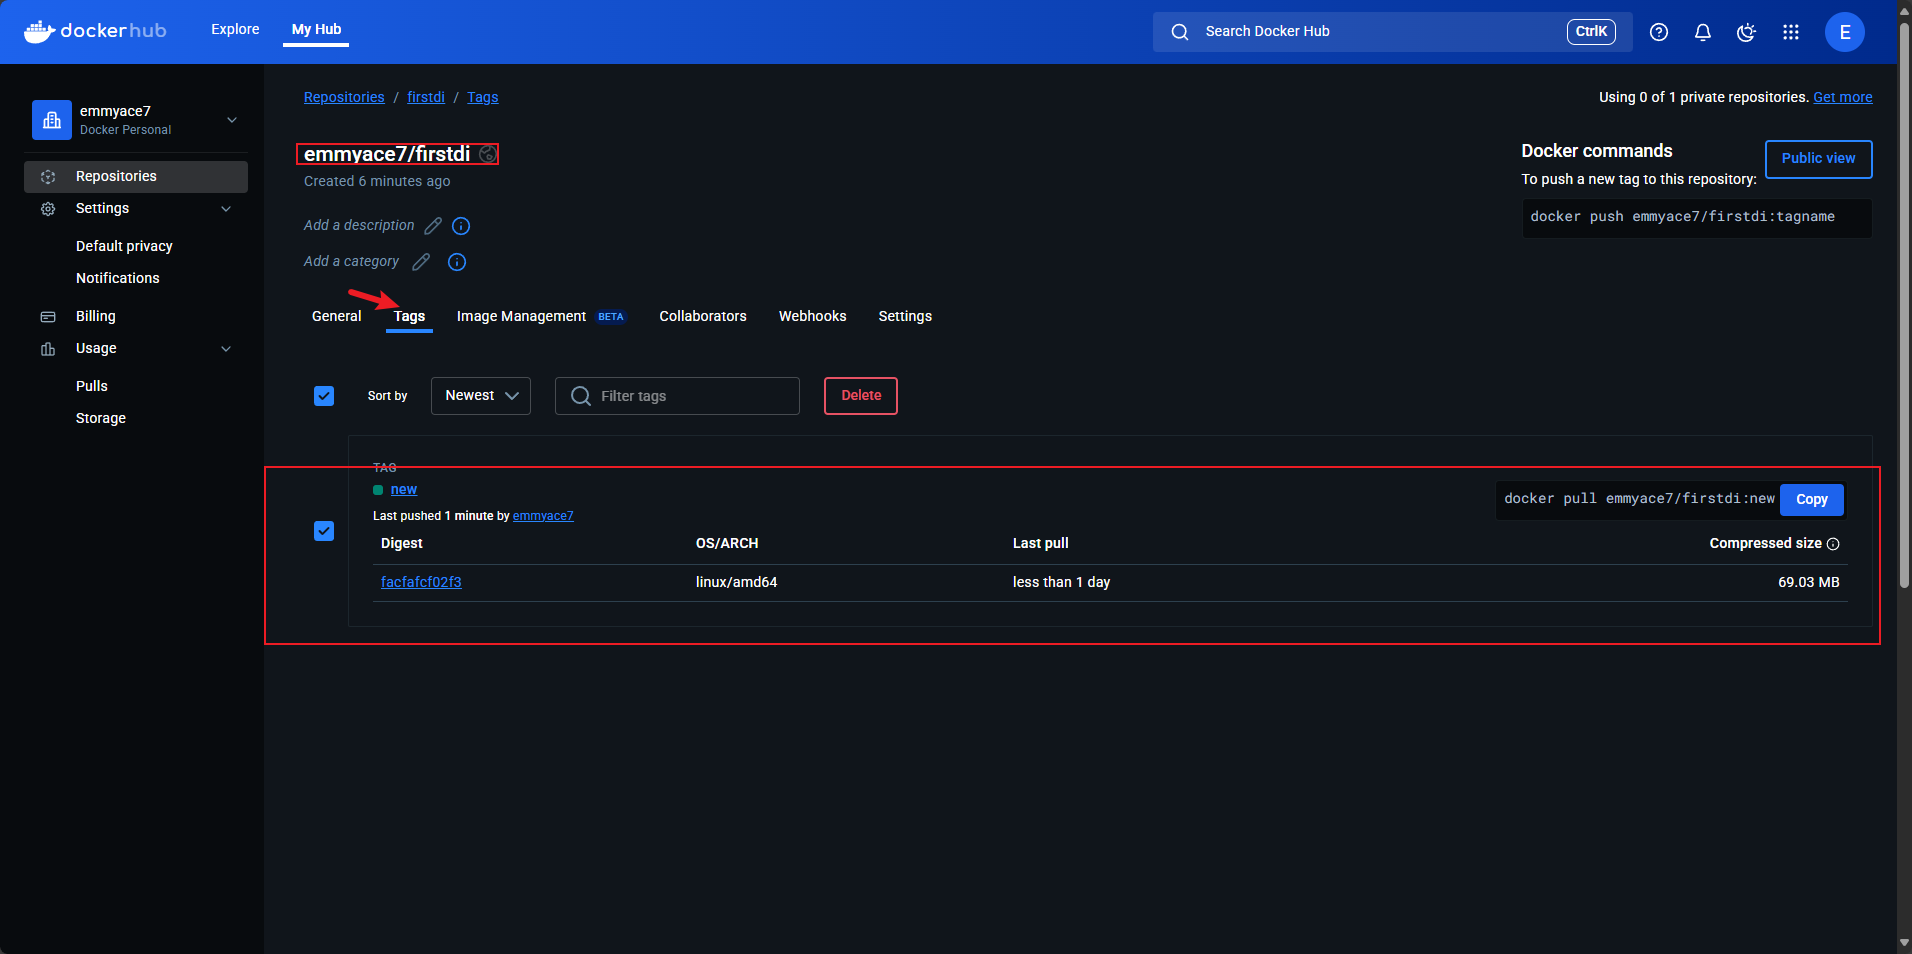 dockerhub
Explore
My Hub
Search Docker Hub
CtrlK
E
emmyace7
Docker Personal
Repositories
Settings
Default privacy
Notifications
Billing
Usage
Pulls
Storage
Repositories / firstdi / Tags
Using 0 of 1 private repositories. Get more
emmyace7/firstdi
Created 6 minutes ago
Add a description
Add a category
Docker commands
Public view
To push a new tag to this repository:
docker push emmyace7/firstdi:tagname
General
Tags
Image Management BETA
Collaborators
Webhooks
Settings
Sort by
Newest
Filter tags
Delete
TAG
new
Last pushed 1 minute by emmyace7
docker pull emmyace7/firstdi:new
Copy
Digest OS/ARCH Last pull Compressed size
facfafcf02f3 linux/amd64 less than 1 day 69.03 MB